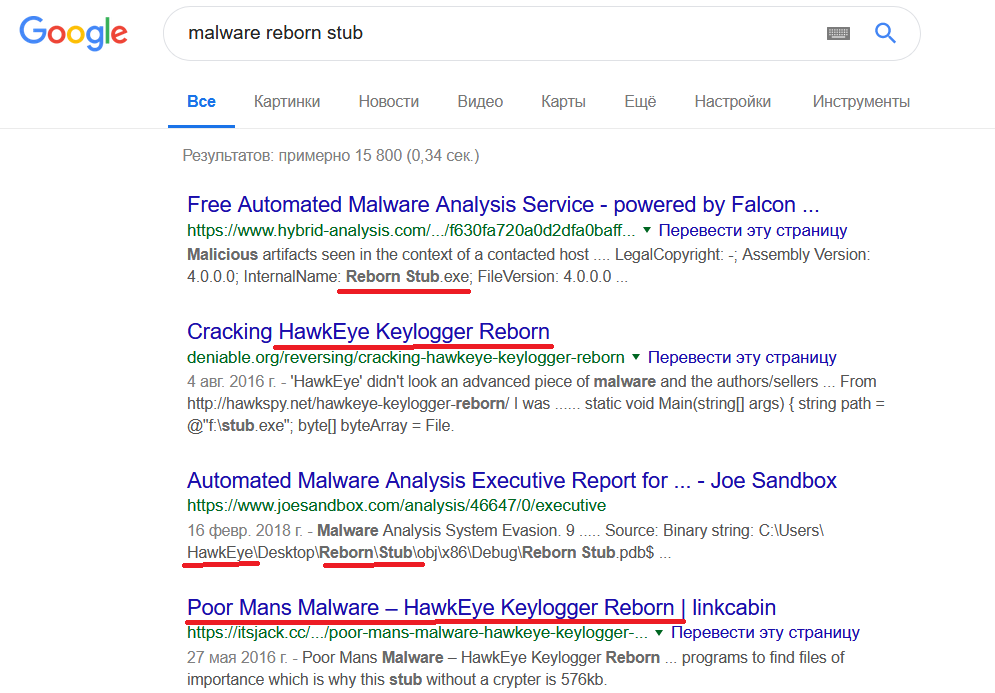 Google
malware reborn stub
Все Картинки Новости Видео Карты Ещё Настройки Инструменты
Результатов: примерно 15 800 (0,34 сек.)
Free Automated Malware Analysis Service - powered by Falcon ...
https://www.hybrid-analysis.com/.../f630fa720a0d2dfa0baff... Перевести эту страницу
Malicious artifacts seen in the context of a contacted host .... LegalCopyright: -; Assembly Version:
4.0.0.0; InternalName: Reborn Stub.exe; FileVersion: 4.0.0.0 ...
Cracking HawkEye Keylogger Reborn
deniable.org/reversing/cracking-hawkeye-keylogger-reborn Перевести эту страницу
4 авг. 2016 г. - 'HawkEye' didn't look an advanced piece of malware and the authors/sellers ... From
http://hawkspy.net/hawkeye-keylogger-reborn/ I was ...... static void Main(string[] args) { string path =
@"f:\stub.exe"; byte[] byteArray = File.
Automated Malware Analysis Executive Report for ... - Joe Sandbox
https://www.joesandbox.com/analysis/46647/0/executive
16 февр. 2018 г. - Malware Analysis System Evasion. 9 ..... Source: Binary string: C:\Users\
HawkEye\Desktop\Reborn\Stub\obj\x86\Debug\Reborn Stub.pdb$ ...
Poor Mans Malware – HawkEye Keylogger Reborn | linkcabin
https://itsjack.cc/.../poor-mans-malware-hawkeye-keylogger-... Перевести эту страницу
27 мая 2016 г. - Poor Mans Malware – HawkEye Keylogger Reborn ... programs to find files of
importance which is why this stub without a crypter is 576kb.